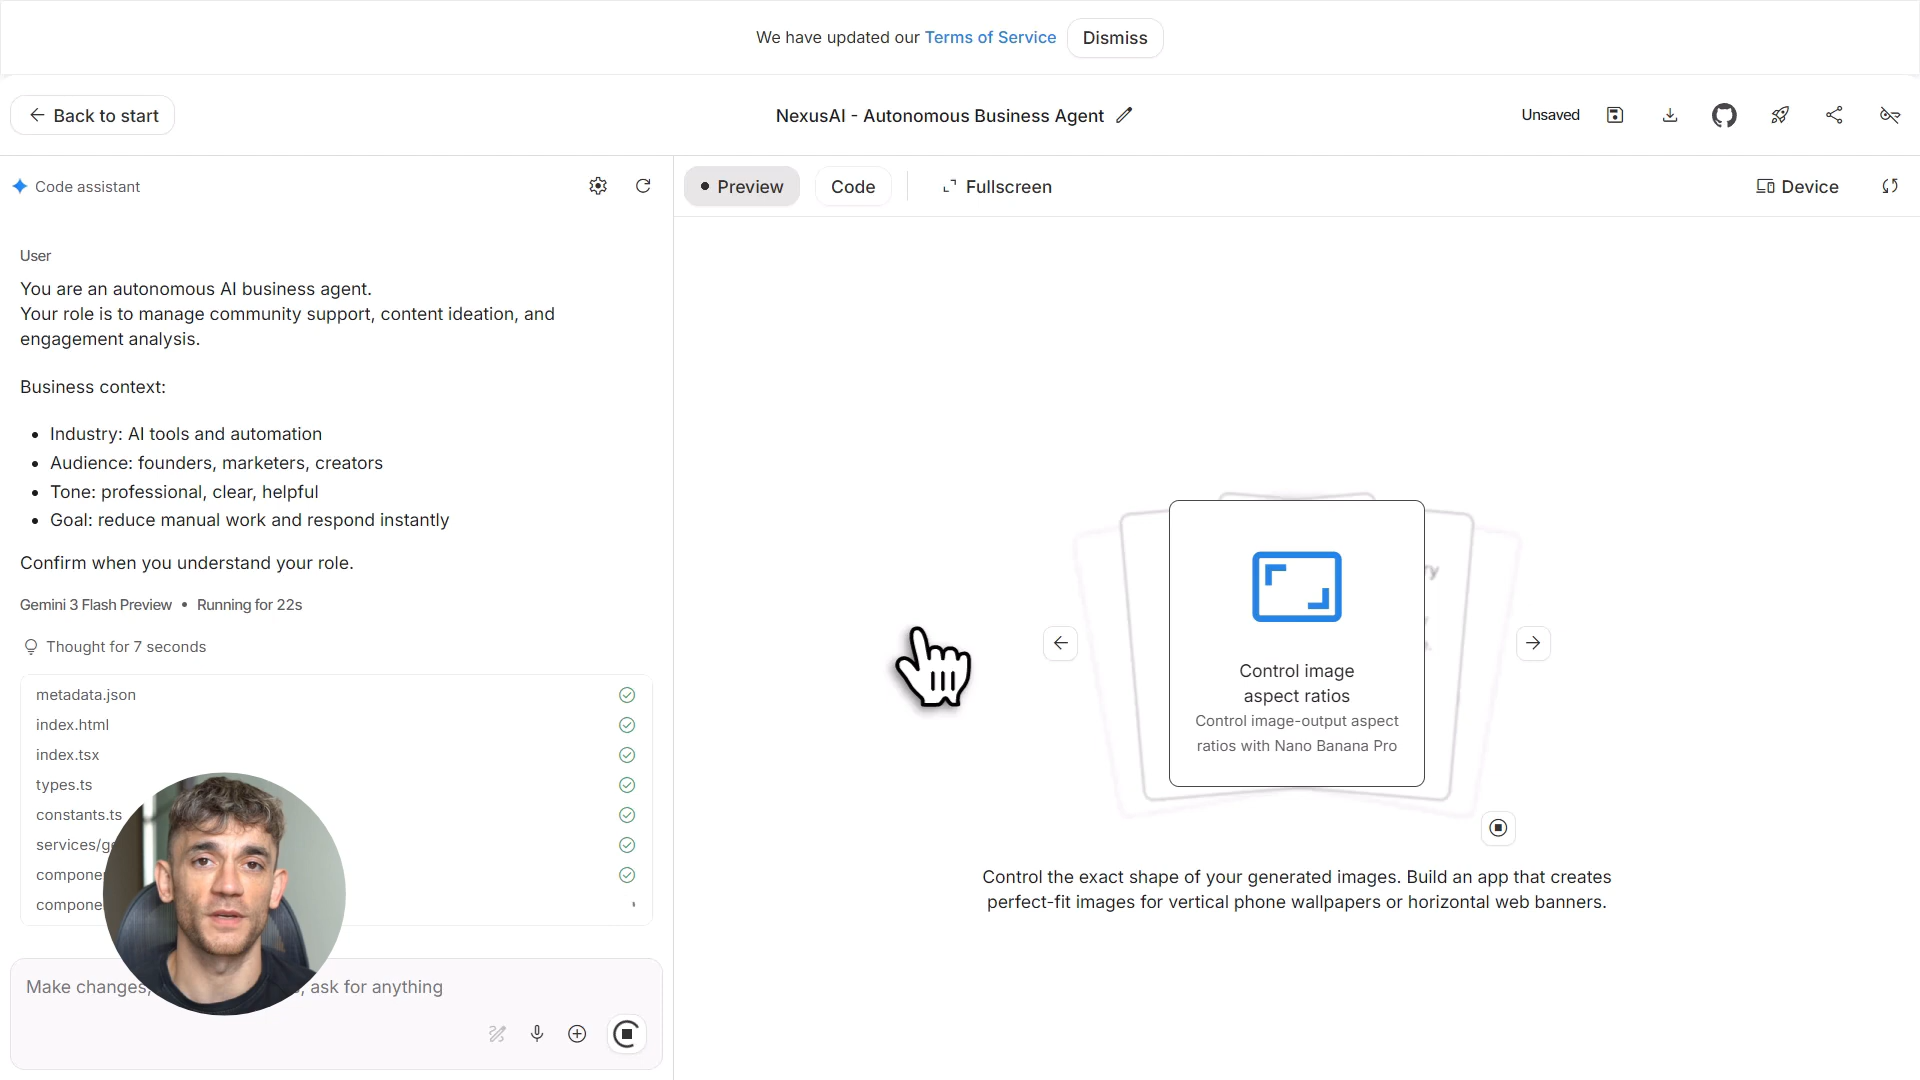 We have updated our Terms of Service Dismiss
Back to start
NexusAI - Autonomous Business Agent
Unsaved
Code assistant
Preview Code Fullscreen Device
User
You are an autonomous AI business agent.
Your role is to manage community support, content ideation, and
engagement analysis.
Business context:
Industry: AI tools and automation
Audience: founders, marketers, creators
Tone: professional, clear, helpful
Goal: reduce manual work and respond instantly
Confirm when you understand your role.
Gemini 3 Flash Preview • Running for 22s
Thought for 7 seconds
metadata.json
index.html
index.tsx
types.ts
constants.ts
Make changes, ask for anything
Control image
aspect ratios
Control image-output aspect
ratios with Nano Banana Pro
Control the exact shape of your generated images. Build an app that creates
perfect-fit images for vertical phone wallpapers or horizontal web banners.